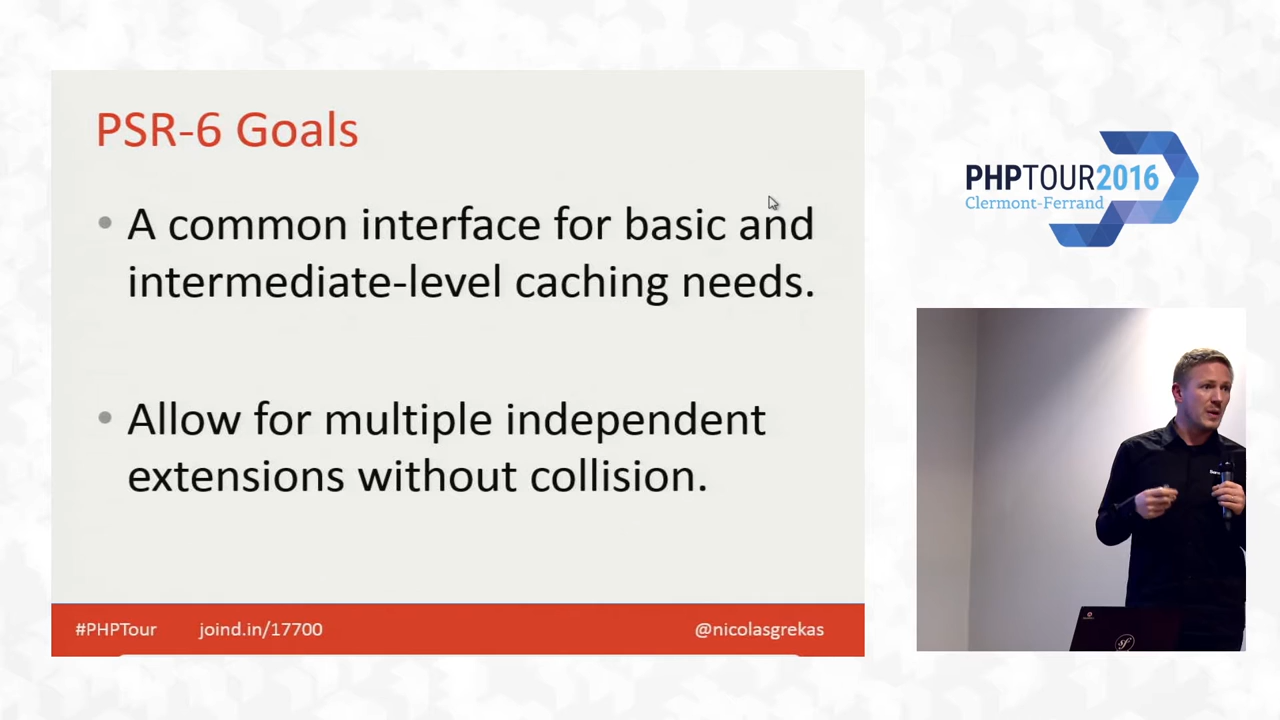 PSR-6 Goals
• A common interface for basic and
intermediate-level caching needs.
• Allow for multiple independent
extensions without collision.
#PHPTour joind.in/17700 @nicolasgrekas
PHPTOUR2016
Clermont-Ferrand
sf